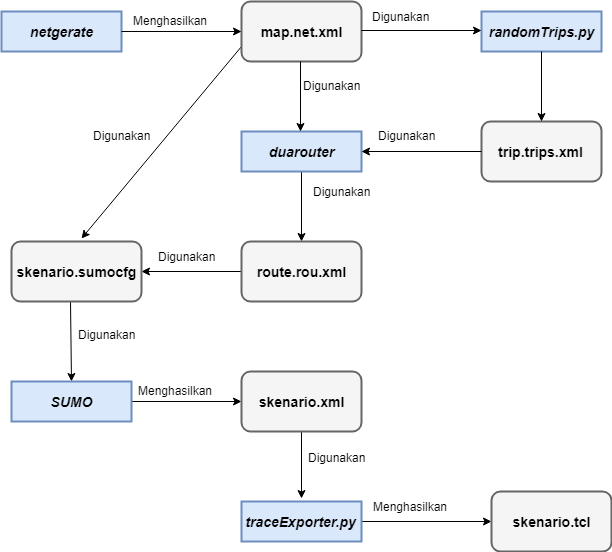 netgerate
Menghasilkan
map.net.xml
Digunakan
randomTrips.py
Digunakan
Digunakan
duarouter
Digunakan
trip.trips.xml
Digunakan
skenario.sumocfg
Digunakan
route.rou.xml
Digunakan
SUMO
Menghasilkan
skenario.xml
Digunakan
traceExporter.py
Menghasilkan
skenario.tcl